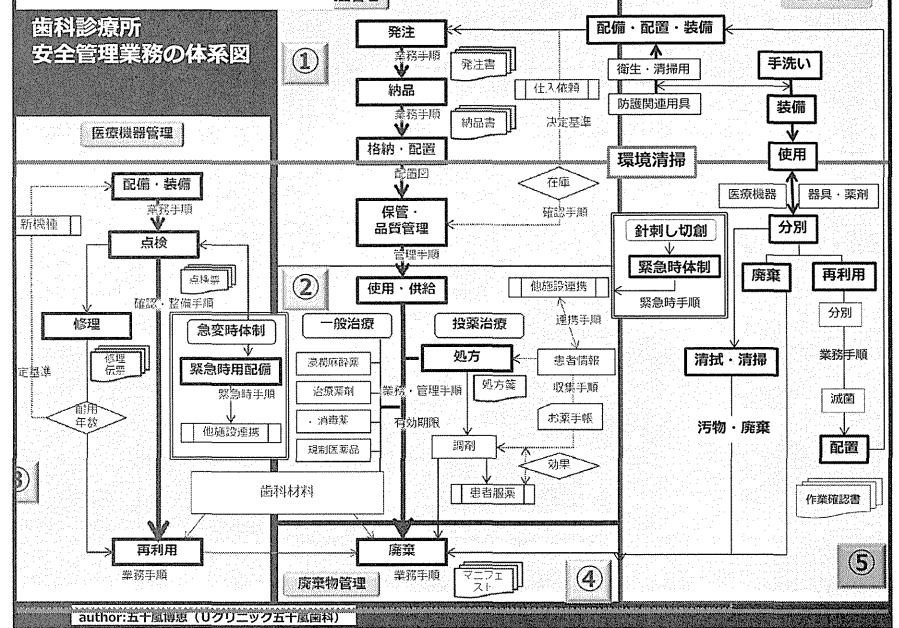 歯科診療所
安全管理業務の体系図
①
発注
業務手順
発注書
納品
業務手順
納品書
格納・配置
配置図
保管・
品質管理
管理手順
仕入依頼
決定基準
在庫
確認手順
配備・配置・装備
衛生・清掃用
防護関連用具
手洗い
装備
使用
環境清掃
医療機器
器具・薬剤
分別
針刺し切創
緊急時体制
緊急時手順
廃棄
再利用
分別
業務手順
滅菌
配置
作業確認書
清拭・清掃
汚物・廃棄
⑤
医療機器管理
配備・装備
業務手順
新機種
点検
点検票
確認・整備手順
修理
修理
伝票
定基準
耐用
年数
急変時体制
緊急時用配備
緊急時手順
他施設連携
再利用
業務手順
②
使用・供給
一般治療
投薬治療
浸潤麻酔薬
治療薬剤
・消毒薬
規制医薬品
業務・管理手順
有効期限
処方
処方箋
他施設連携
連携手順
患者情報
収集手順
お薬手帳
調剤
効果
患者服薬
歯科材料
廃棄
業務手順
マニフェ
スト
廃棄物管理
④
author:五十嵐博恵（Uクリニック五十嵐歯科）